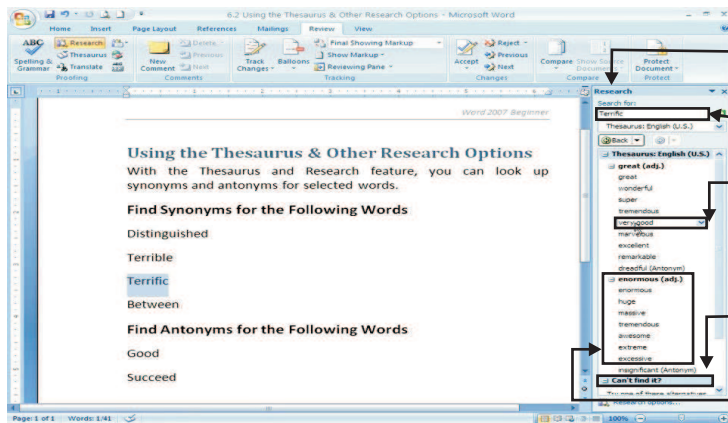 6.2 Using the Thesaurus & Other Research Options - Microsoft Word
Home Insert Page Layout References Mailings Review View
ABC Research Delete Previous Final Showing Markup Reject Previous
Spelling & Grammar Thesaurus Translate New Comment Next Track Changes Balloons Show Markup Reviewing Pane Accept Next Compare Show Source Documents Protect Document
Proofing Comments Tracking Changes Compare Protect
Research
Search for:
Terrific
Thesaurus: English (U.S.)
Back
Thesaurus: English (U.S.)
great (adj.)
great
wonderful
super
tremendous
very good
marvelous
excellent
remarkable
dreadful (Antonym)
enormous (adj.)
enormous
huge
massive
tremendous
awesome
extreme
excessive
insignificant (Antonym)
Can't find it?
Try one of these alternatives
Research options...
Word 2007 Beginner
Using the Thesaurus & Other Research Options
With the Thesaurus and Research feature, you can look up
synonyms and antonyms for selected words.
Find Synonyms for the Following Words
Distinguished
Terrible
Terrific
Between
Find Antonyms for the Following Words
Good
Succeed
Page: 1 of 1 Words: 1/41 100%